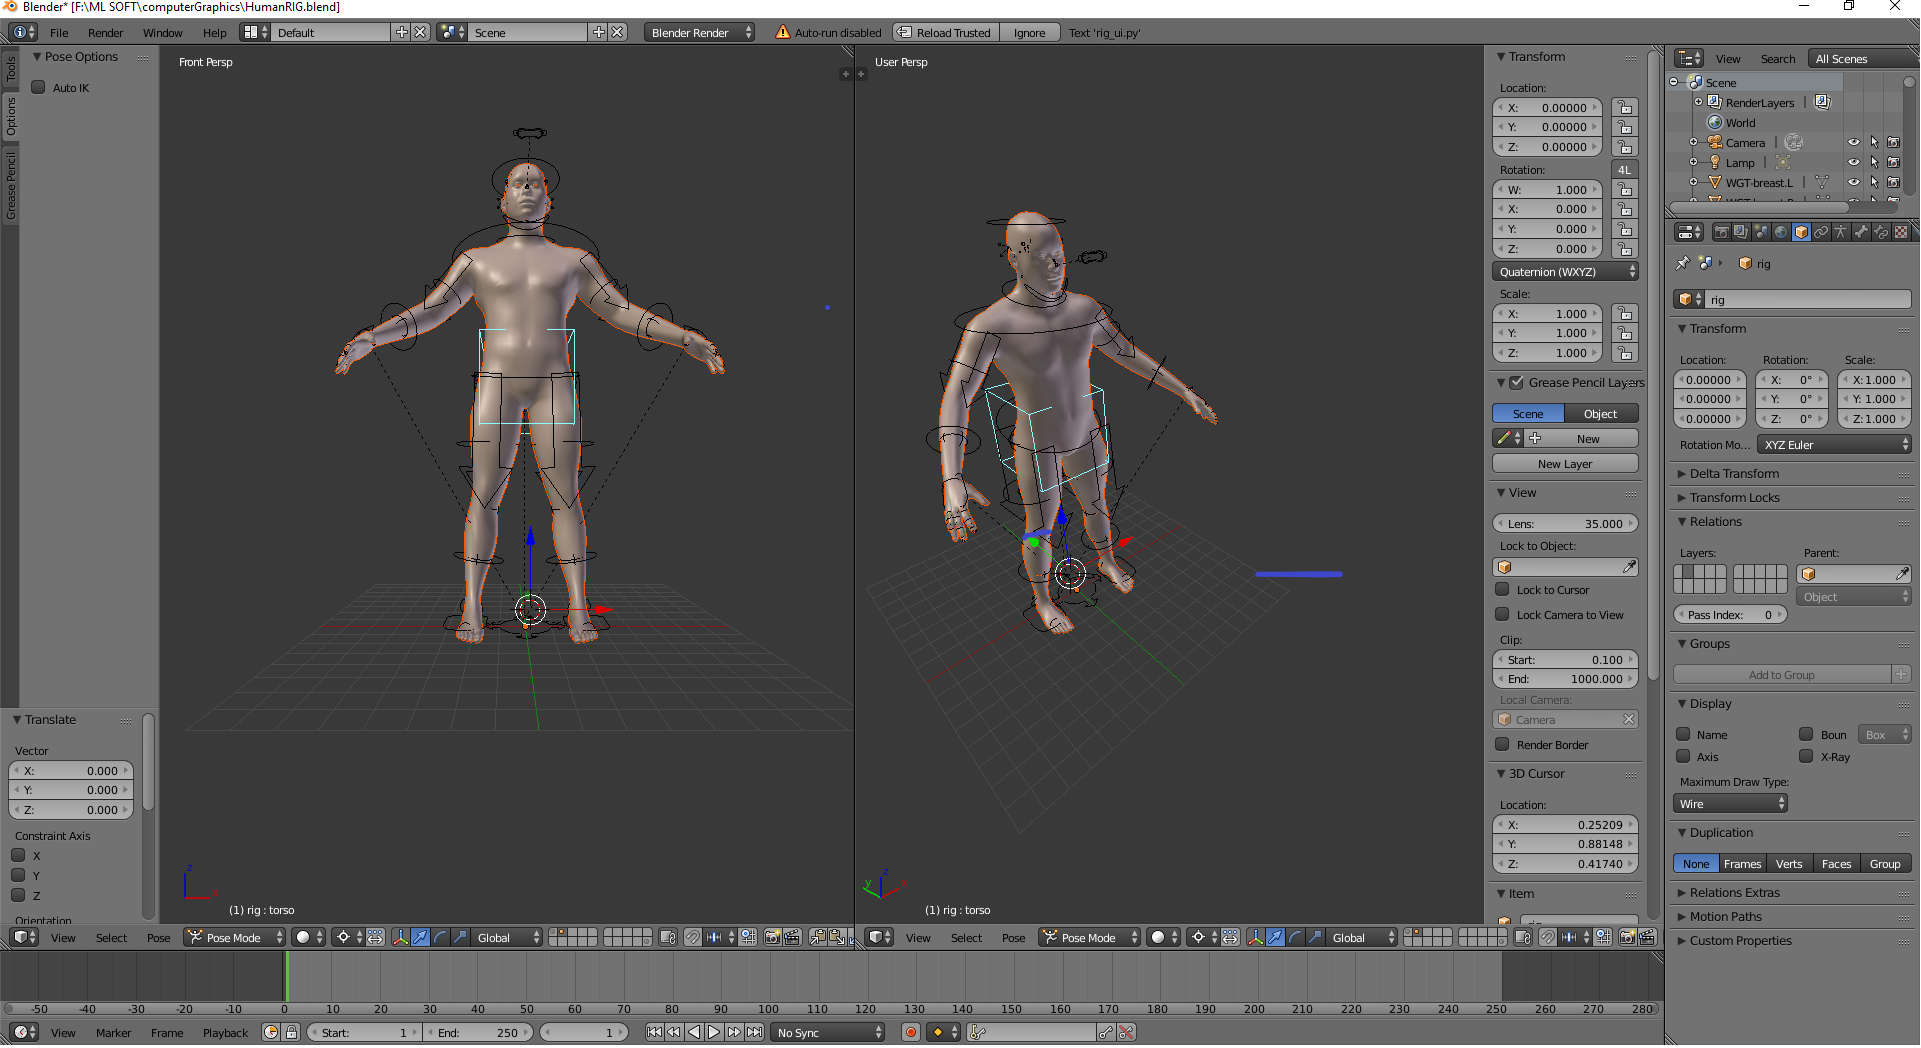 Blender* [F:\ML SOFT\computerGraphics\HumanRIG.blend]
File Render Window Help Default Scene Blender Render Auto-run disabled Reload Trusted Ignore Text 'rig_ui.py'
Tools
Options
Grease Pencil
Pose Options
Auto IK
Translate
Vector
X: 0.000
Y: 0.000
Z: 0.000
Constraint Axis
X
Y
Z
Orientation
Front Persp
z
x
(1) rig : torso
User Persp
y z x
(1) rig : torso
View Select Pose Pose Mode Global
View Select Pose Pose Mode Global
Transform
Location:
X: 0.00000
Y: 0.00000
Z: 0.00000
Rotation: 4L
W: 1.000
X: 0.000
Y: 0.000
Z: 0.000
Quaternion (WXYZ)
Scale:
X: 1.000
Y: 1.000
Z: 1.000
Grease Pencil Layers
Scene Object
New
New Layer
View
Lens: 35.000
Lock to Object:
Lock to Cursor
Lock Camera to View
Clip:
Start: 0.100
End: 1000.000
Local Camera:
Camera
Render Border
3D Cursor
Location:
X: 0.25209
Y: 0.88148
Z: 0.41740
Item
View Search All Scenes
Scene
RenderLayers
World
Camera
Lamp
WGT-breast.L
rig
rig
Transform
Location: Rotation: Scale:
0.00000 X: 0° X: 1.000
0.00000 Y: 0° Y: 1.000
0.00000 Z: 0° Z: 1.000
Rotation Mo... XYZ Euler
Delta Transform
Transform Locks
Relations
Layers: Parent:
Object
Pass Index: 0
Groups
Add to Group
Display
Name Boun Box
Axis X-Ray
Maximum Draw Type:
Wire
Duplication
None Frames Verts Faces Group
Relations Extras
Motion Paths
Custom Properties
-50 -40 -30 -20 -10 0 10 20 30 40 50 60 70 80 90 100 110 120 130 140 150 160 170 180 190 200 210 220 230 240 250 260 270 280
View Marker Frame Playback Start: 1 End: 250 1 No Sync